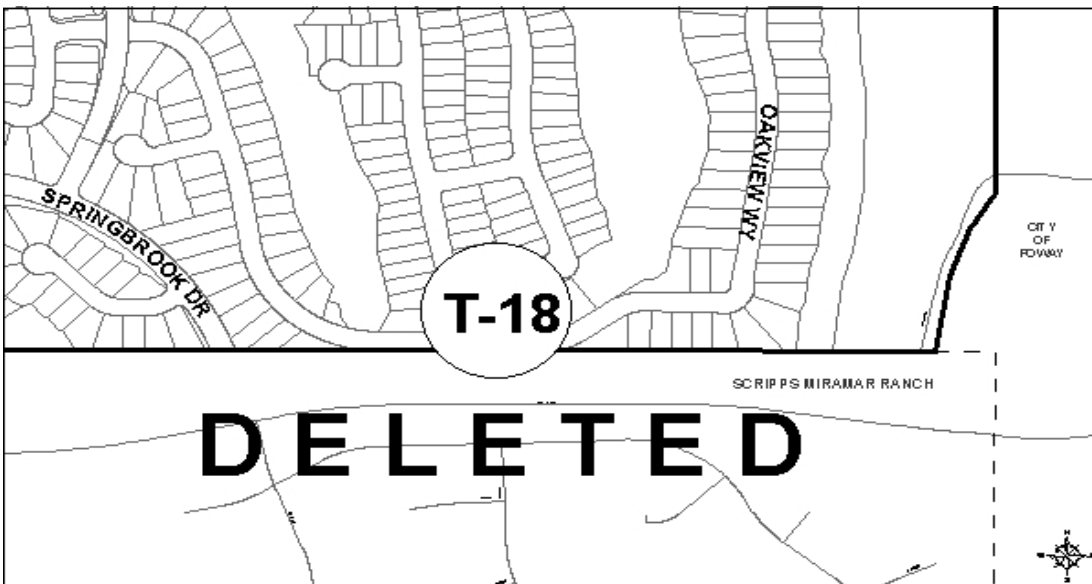 OAKVIEW WY
SPRINGBROOK DR
CITY
OF
POWAY
T-18
SCRIPPS MIRAMAR RANCH
DELETED